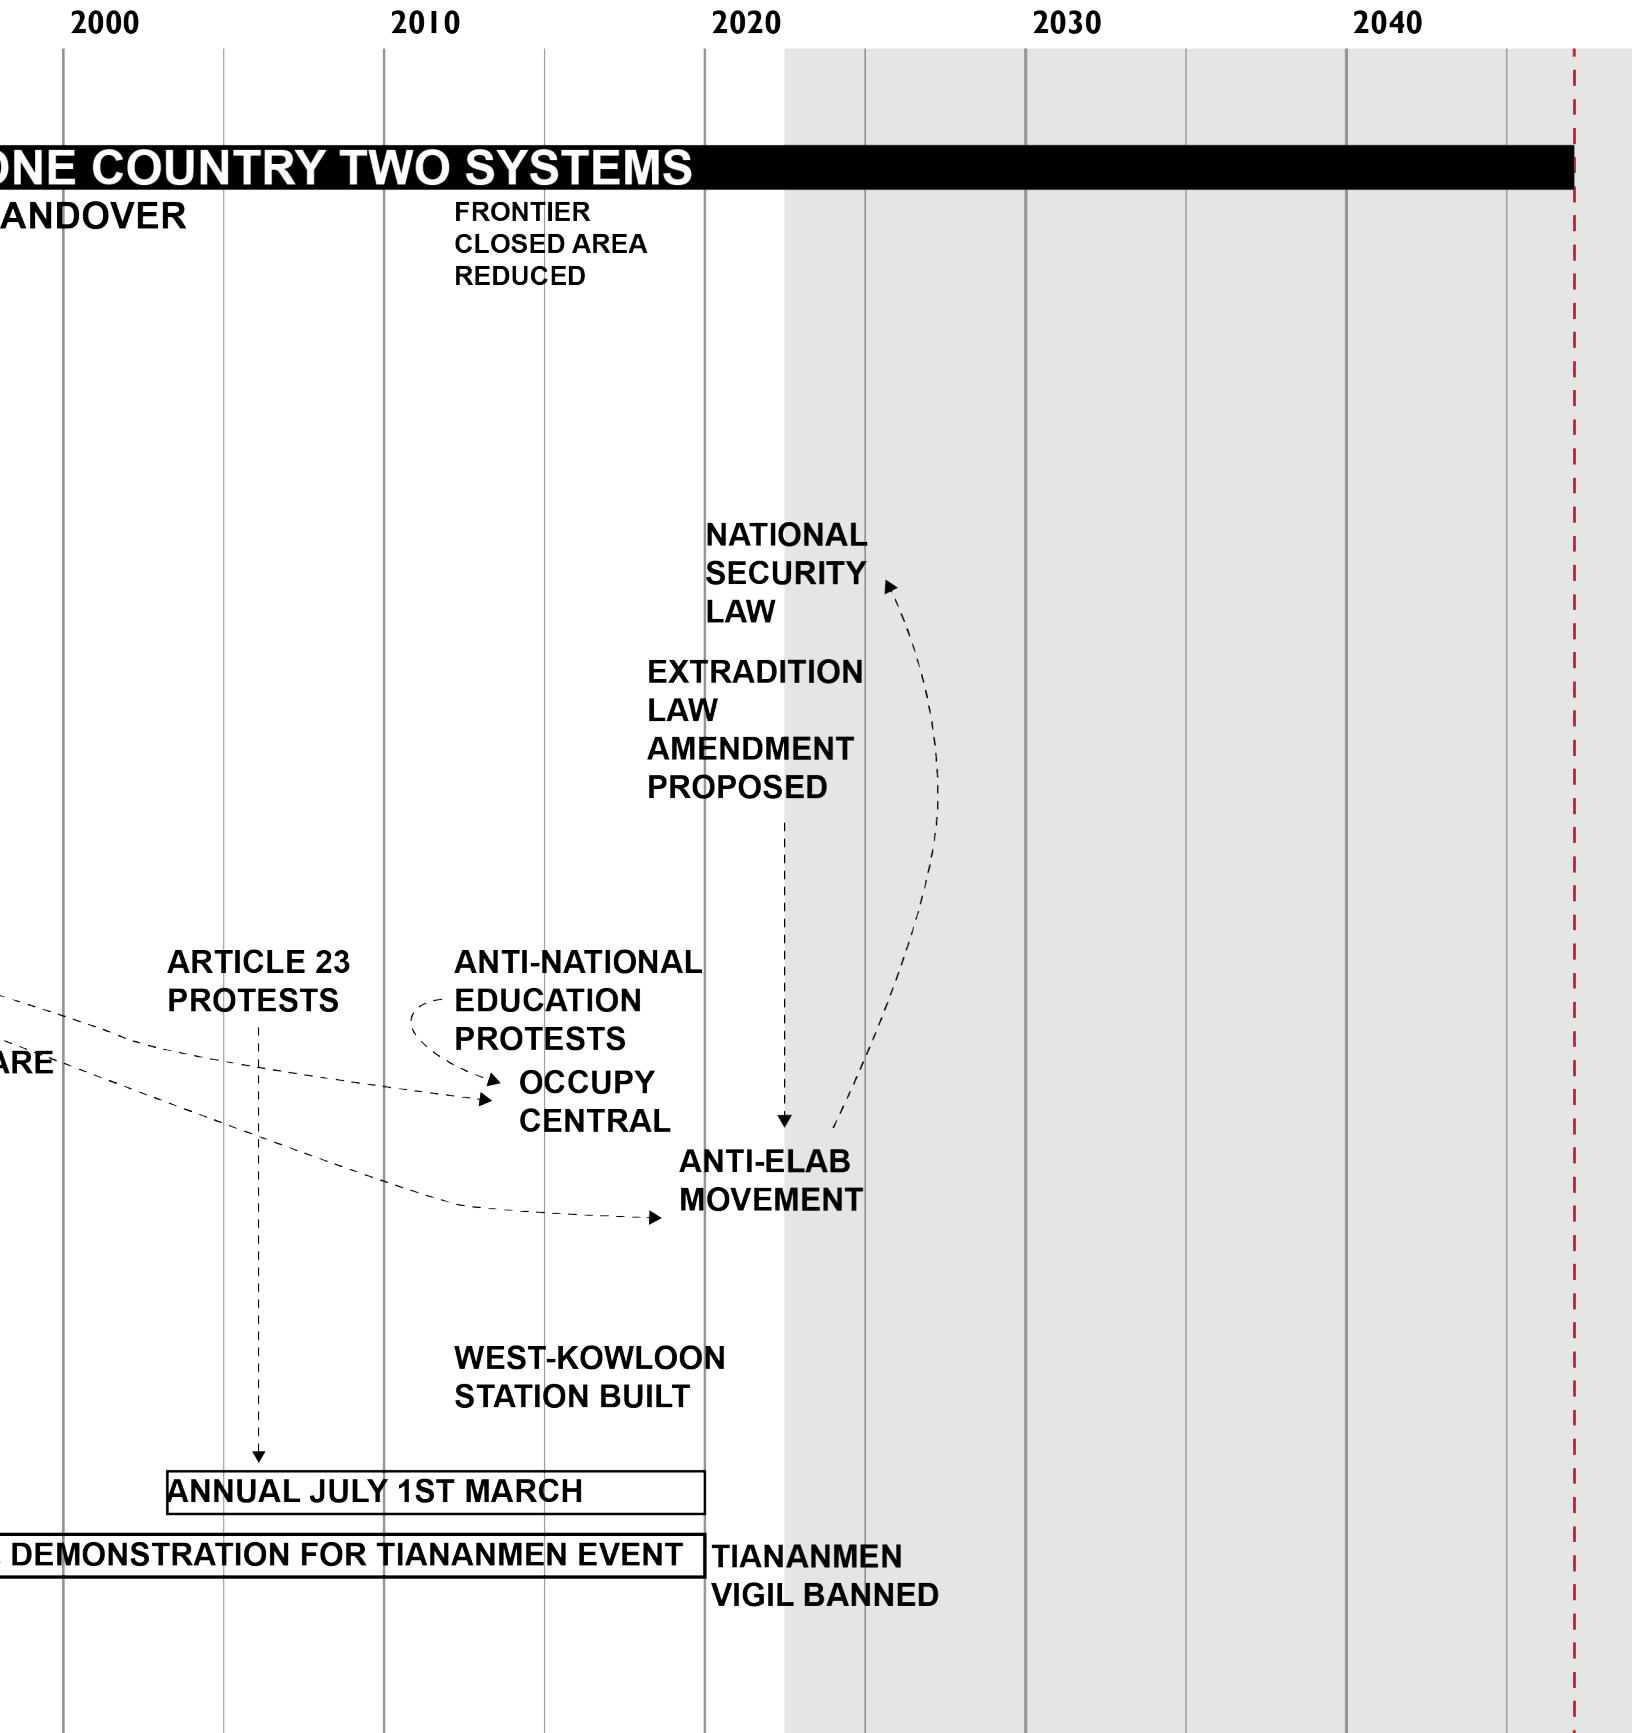 2000 2010 2020 2030 2040
ONE COUNTRY TWO SYSTEMS
ANDOVER
FRONTIER
CLOSED AREA
REDUCED
NATIONAL
SECURITY
LAW
EXTRADITION
LAW
AMENDMENT
PROPOSED
ARTICLE 23
PROTESTS
ANTI-NATIONAL
EDUCATION
PROTESTS
ARE
OCCUPY
CENTRAL
ANTI-ELAB
MOVEMENT
WEST-KOWLOON
STATION BUILT
ANNUAL JULY 1ST MARCH
DEMONSTRATION FOR TIANANMEN EVENT
TIANANMEN
VIGIL BANNED